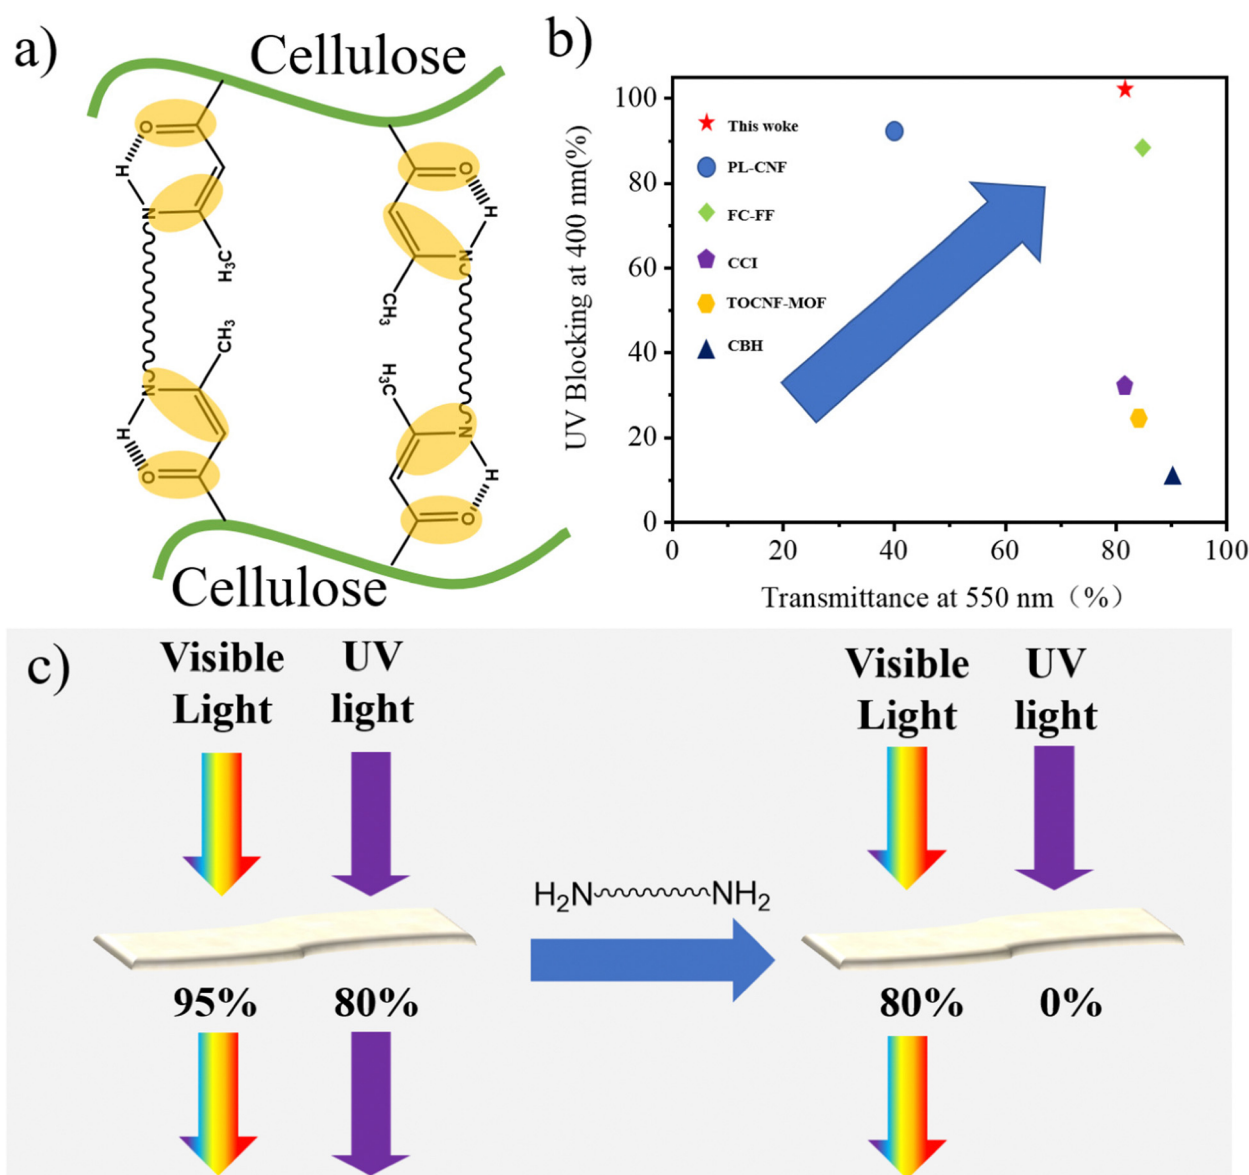 a)
Cellulose
O
H
N
H₃C
CH₃
N
H
O
O
H
N
CH₃
H₃C
N
H
O
Cellulose
b)
UV Blocking at 400 nm(%)
100
80
60
40
20
0
This woke
PL-CNF
FC-FF
CCI
TOCNF-MOF
CBH
0 20 40 60 80 100
Transmittance at 550 nm（%）
c)
Visible UV
Light light
95% 80%
H₂N NH₂
Visible UV
Light light
80% 0%